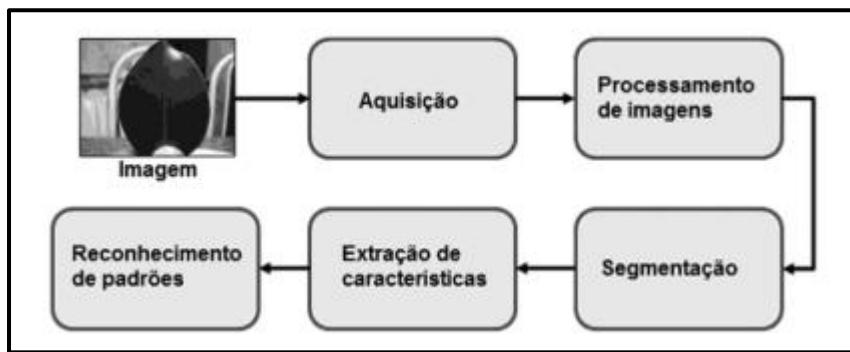 Imagem
Aquisição
Processamento
de imagens
Segmentação
Extração de
características
Reconhecimento
de padrões